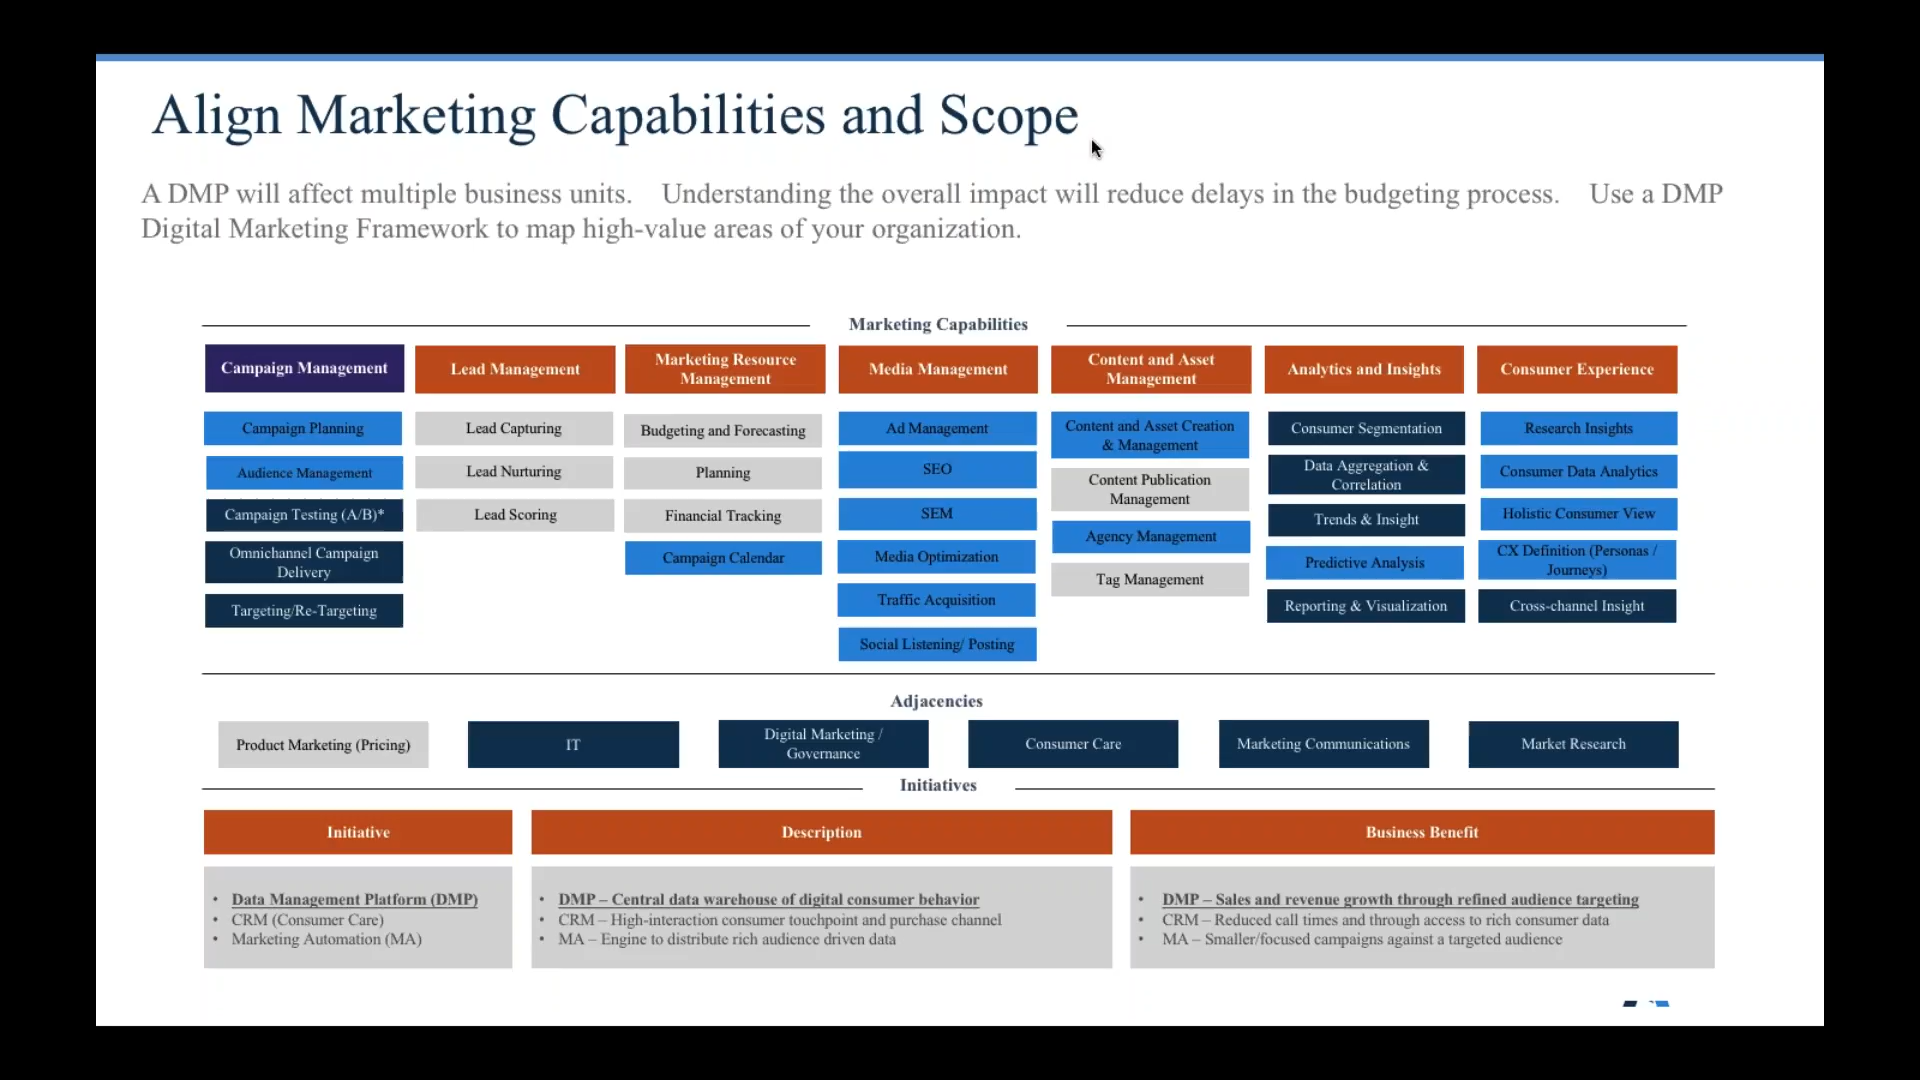 Align Marketing Capabilities and Scope
A DMP will affect multiple business units. Understanding the overall impact will reduce delays in the budgeting process. Use a DMP
Digital Marketing Framework to map high-value areas of your organization.
Marketing Capabilities
Campaign Management
Campaign Planning
Audience Management
Campaign Testing (A/B)*
Omnichannel Campaign
Delivery
Targeting/Re-Targeting
Lead Management
Lead Capturing
Lead Nurturing
Lead Scoring
Marketing Resource
Management
Budgeting and Forecasting
Planning
Financial Tracking
Campaign Calendar
Media Management
Ad Management
SEO
SEM
Media Optimization
Traffic Acquisition
Social Listening/ Posting
Content and Asset
Management
Content and Asset Creation
& Management
Content Publication
Management
Agency Management
Tag Management
Analytics and Insights
Consumer Segmentation
Data Aggregation &
Correlation
Trends & Insight
Predictive Analysis
Reporting & Visualization
Consumer Experience
Research Insights
Consumer Data Analytics
Holistic Consumer View
CX Definition (Personas /
Journeys)
Cross-channel Insight
Adjacencies
Product Marketing (Pricing)
IT
Digital Marketing /
Governance
Consumer Care
Marketing Communications
Market Research
Initiatives
Initiative
• Data Management Platform (DMP)
• CRM (Consumer Care)
• Marketing Automation (MA)
Description
• DMP – Central data warehouse of digital consumer behavior
• CRM – High-interaction consumer touchpoint and purchase channel
• MA – Engine to distribute rich audience driven data
Business Benefit
• DMP – Sales and revenue growth through refined audience targeting
• CRM – Reduced call times and through access to rich consumer data
• MA – Smaller/focused campaigns against a targeted audience